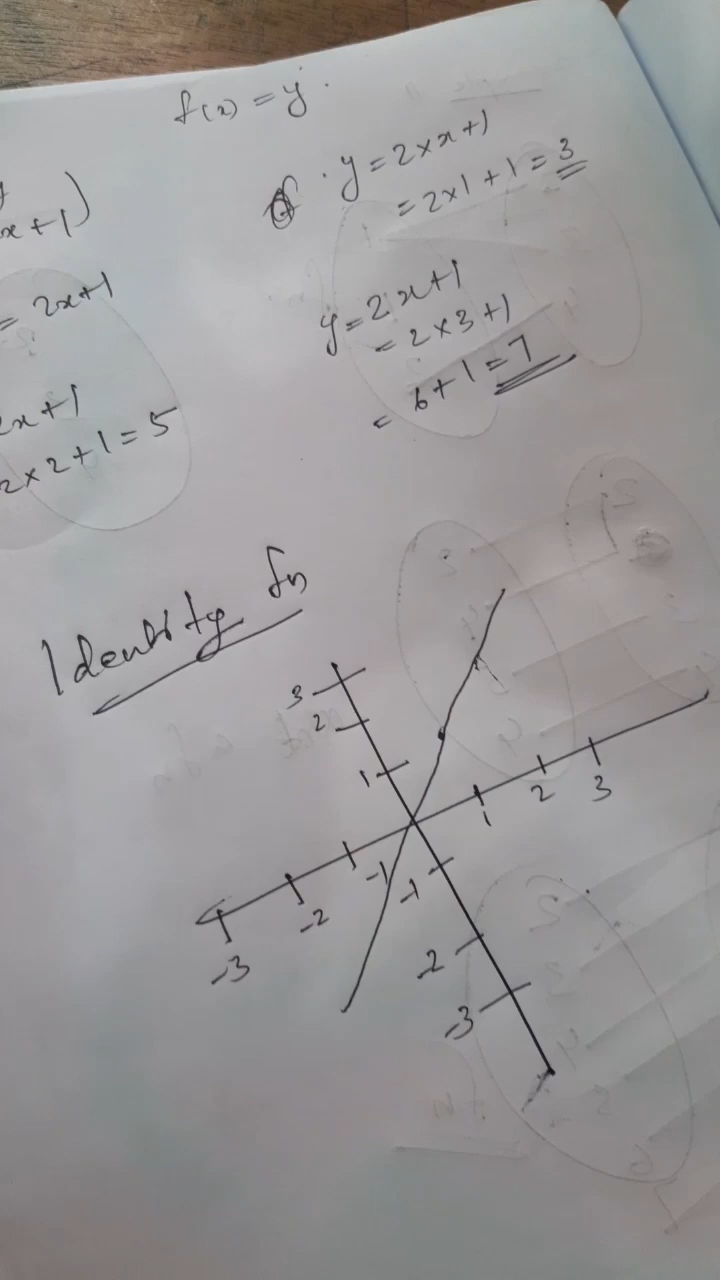 f(x) = y.
x+1)
= 2x+1
2x+1
2×2+1 = 5
y = 2×x+1
= 2×1+1 = 3
y = 2x+1
= 2×3+1
= 6+1 = 7
Identity fn
3
2
1
1 2 3
-1
-2
-3
-1
2
-3